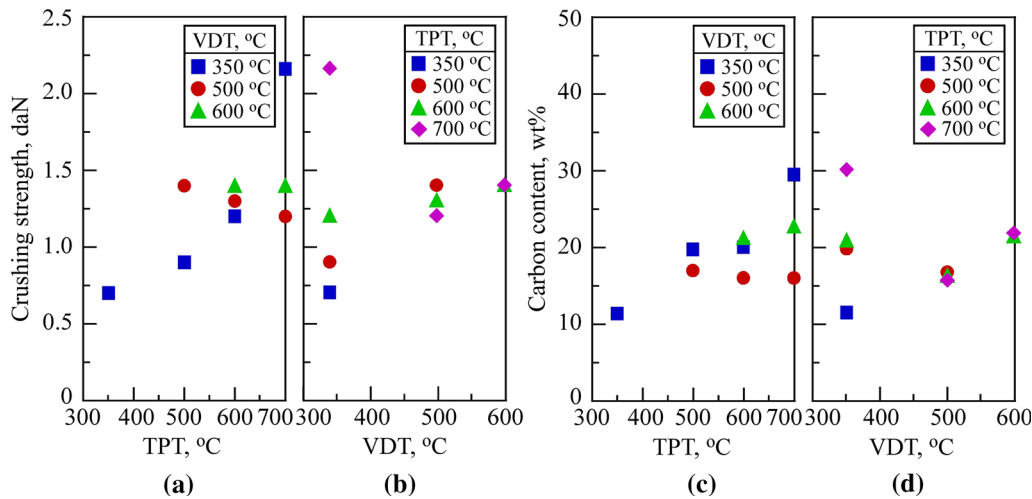 Crushing strength, daN
2.5
2.0
1.5
1.0
0.5
0
VDT, ºC
350 ºC
500 ºC
600 ºC
300
400
500
600
700
TPT, ºC
(a)
TPT, ºC
350 ºC
500 ºC
600 ºC
700 ºC
300
400
500
600
VDT, ºC
(b)
Carbon content, wt%
50
40
30
20
10
0
VDT, ºC
350 ºC
500 ºC
600 ºC
300
400
500
600
700
TPT, ºC
(c)
TPT, ºC
350 ºC
500 ºC
600 ºC
700 ºC
300
400
500
600
VDT, ºC
(d)